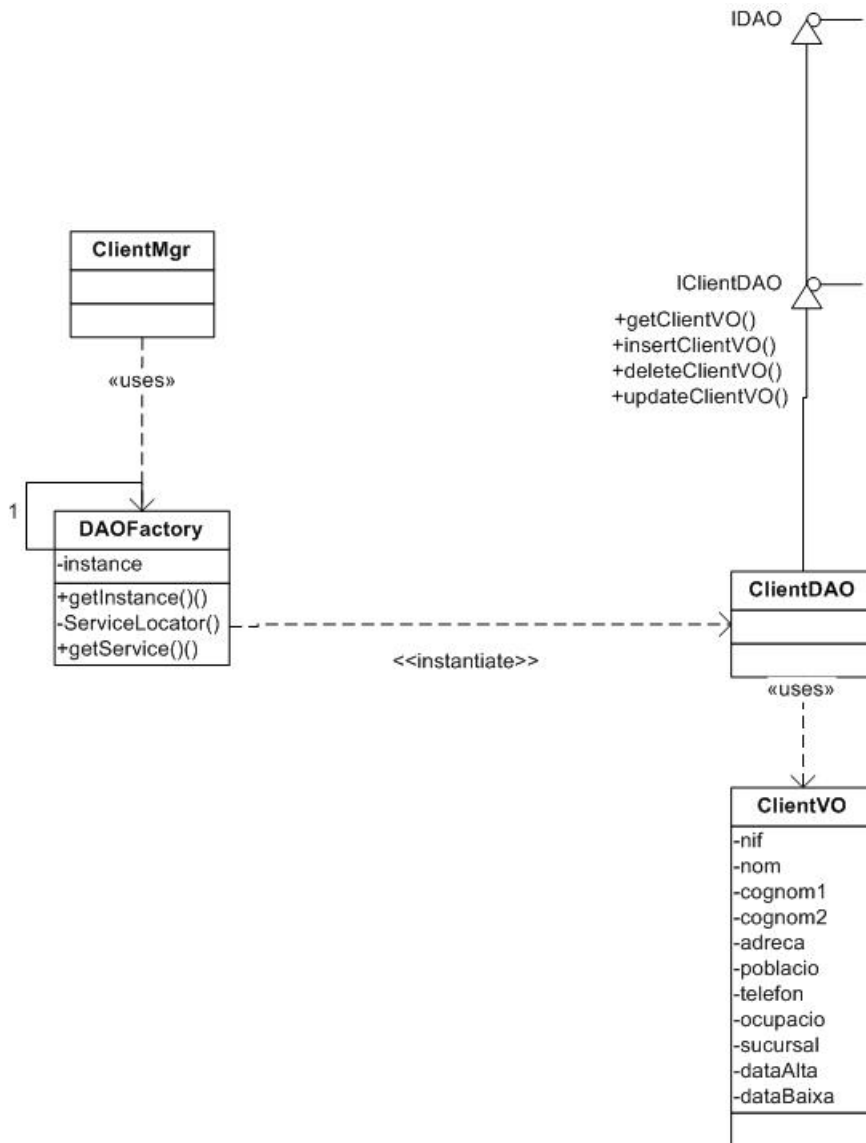 IDAO
ClientMgr
IClientDAO
+getClientVO()
+insertClientVO()
+deleteClientVO()
+updateClientVO()
«uses»
1
DAOFactory
-instance
+getInstance()()
-ServiceLocator()
+getService()()
<<instantiate>>
ClientDAO
«uses»
ClientVO
-nif
-nom
-cognom1
-cognom2
-adreca
-poblacio
-telefon
-ocupacio
-sucursal
-dataAlta
-dataBaixa